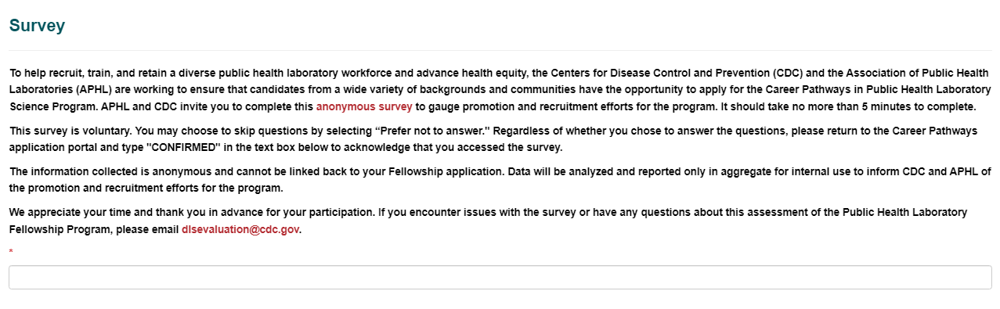 Survey
To help recruit, train, and retain a diverse public health laboratory workforce and advance health equity, the Centers for Disease Control and Prevention (CDC) and the Association of Public Health
Laboratories (APHL) are working to ensure that candidates from a wide variety of backgrounds and communities have the opportunity to apply for the Career Pathways in Public Health Laboratory
Science Program. APHL and CDC invite you to complete this anonymous survey to gauge promotion and recruitment efforts for the program. It should take no more than 5 minutes to complete.
This survey is voluntary. You may choose to skip questions by selecting “Prefer not to answer." Regardless of whether you chose to answer the questions, please return to the Career Pathways
application portal and type "CONFIRMED" in the text box below to acknowledge that you accessed the survey.
The information collected is anonymous and cannot be linked back to your Fellowship application. Data will be analyzed and reported only in aggregate for internal use to inform CDC and APHL of
the promotion and recruitment efforts for the program.
We appreciate your time and thank you in advance for your participation. If you encounter issues with the survey or have any questions about this assessment of the Public Health Laboratory
Fellowship Program, please email dlsevaluation@cdc.gov.
*